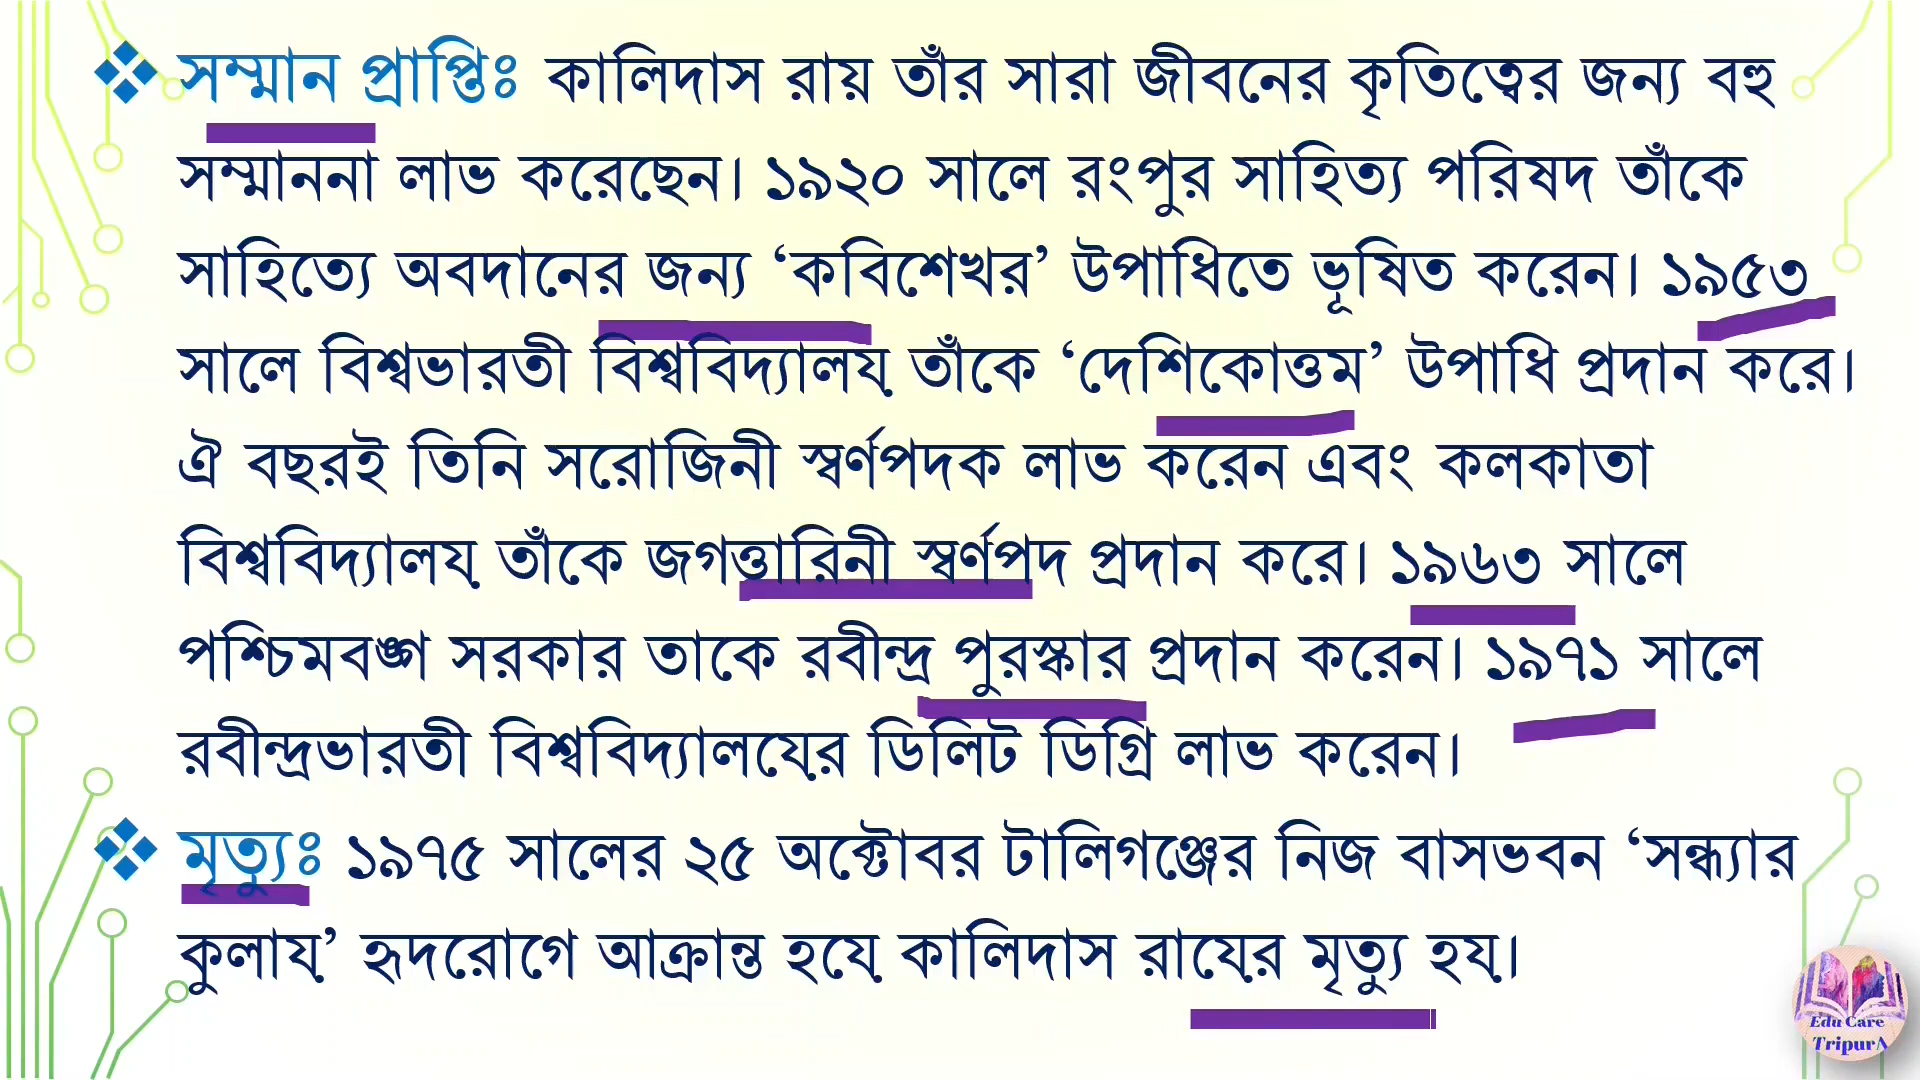 ❖ সম্মান প্রাপ্তিঃ কালিদাস রায় তাঁর সারা জীবনের কৃতিত্বের জন্য বহু
সম্মাননা লাভ করেছেন। ১৯২০ সালে রংপুর সাহিত্য পরিষদ তাঁকে
সাহিত্যে অবদানের জন্য ‘কবিশেখর’ উপাধিতে ভূষিত করেন। ১৯৫৩
সালে বিশ্বভারতী বিশ্ববিদ্যালয় তাঁকে ‘দেশিকোত্তম’ উপাধি প্রদান করে।
ঐ বছরই তিনি সরোজিনী স্বর্ণপদক লাভ করেন এবং কলকাতা
বিশ্ববিদ্যালয় তাঁকে জগত্তারিনী স্বর্ণপদ প্রদান করে। ১৯৬৩ সালে
পশ্চিমবঙ্গ সরকার তাকে রবীন্দ্র পুরস্কার প্রদান করেন। ১৯৭১ সালে
রবীন্দ্রভারতী বিশ্ববিদ্যালয়ের ডিলিট ডিগ্রি লাভ করেন।
❖ মৃত্যুঃ ১৯৭৫ সালের ২৫ অক্টোবর টালিগঞ্জের নিজ বাসভবন ‘সন্ধ্যার
কুলায়’ হৃদরোগে আক্রান্ত হয়ে কালিদাস রায়ের মৃত্যু হয়।
Edu Care
TripurA